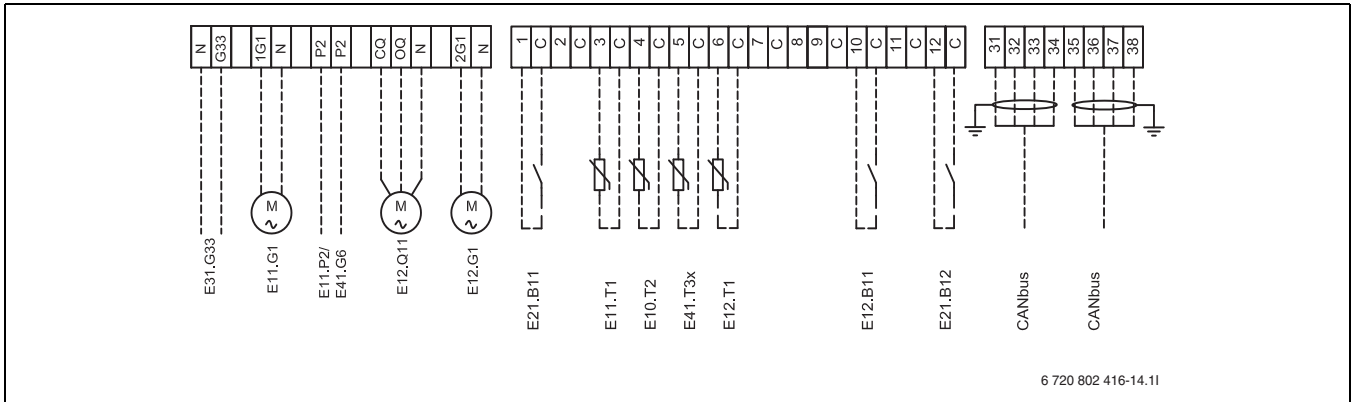 N G33 1G1 N P2 P2 CQ OQ N 2G1 N
1 C 2 C 3 C 4 C 5 C 6 C 7 C 8 9 C 10 C 11 C 12 C
31 32 33 34 35 36 37 38
M
M
M
E31.G33
E11.G1
E11.P2/
E41.G6
E12.Q11
E12.G1
E21.B11
E11.T1
E10.T2
E41.T3x
E12.T1
E12.B11
E21.B12
CANbus
CANbus
6 720 802 416-14.1I